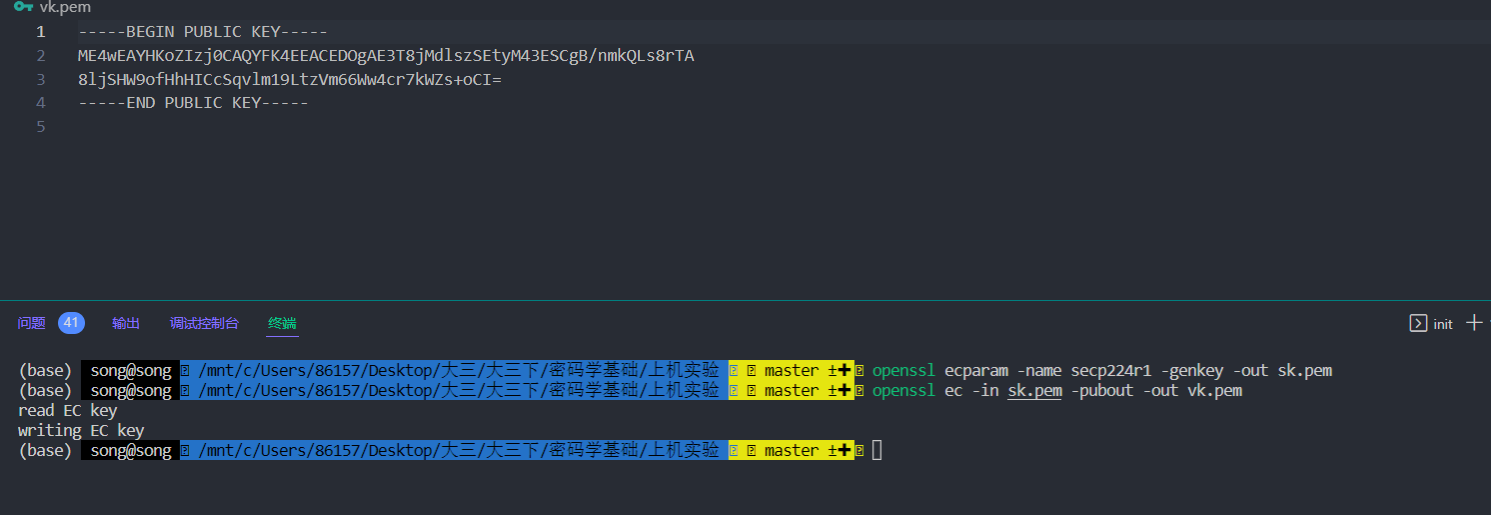 vk.pem
1 -----BEGIN PUBLIC KEY-----
2 ME4wEAYHKoZIzj0CAQYFK4EEACEDOgAE3T8jMdlszSEtyM43ESCgB/nmkQLs8rTA
3 8ljSHW9ofHhHICcSqvlm19LtzVm66Ww4cr7kWZs+oCI=
4 -----END PUBLIC KEY-----
5
问题 41 输出 调试控制台 终端 init
(base) song@song /mnt/c/Users/86157/Desktop/大三/大三下/密码学基础/上机实验 master ±✚ openssl ecparam -name secp224r1 -genkey -out sk.pem
(base) song@song /mnt/c/Users/86157/Desktop/大三/大三下/密码学基础/上机实验 master ±✚ openssl ec -in sk.pem -pubout -out vk.pem
read EC key
writing EC key
(base) song@song /mnt/c/Users/86157/Desktop/大三/大三下/密码学基础/上机实验 master ±✚